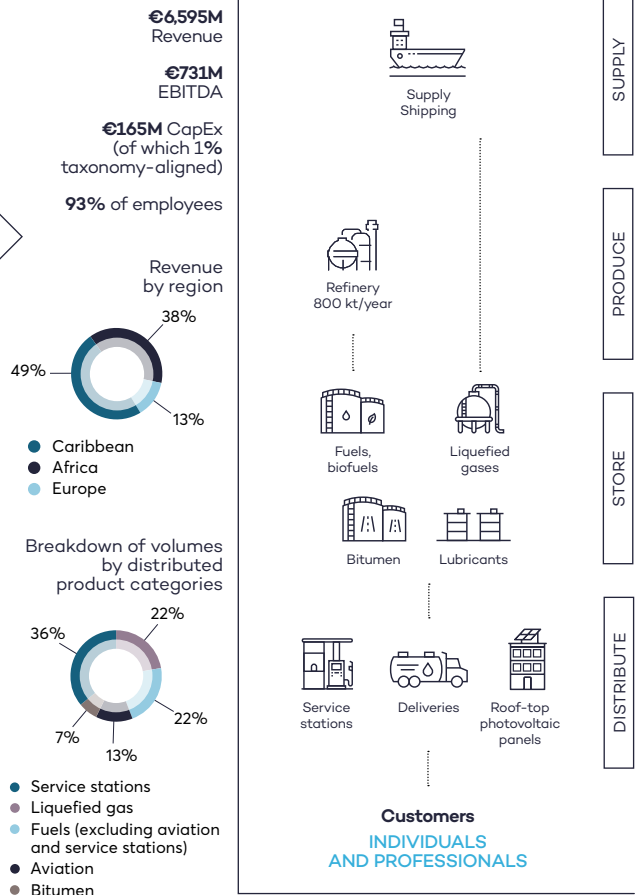 €6,595M
Revenue
€731M
EBITDA
€165M CapEx
(of which 1%
taxonomy-aligned)
93% of employees
Revenue
by region
38%
49%
13%
Caribbean
Africa
Europe
Breakdown of volumes
by distributed
product categories
22%
36%
22%
7%
13%
Service stations
Liquefied gas
Fuels (excluding aviation
and service stations)
Aviation
Bitumen
Supply
Shipping
SUPPLY
Refinery
800 kt/year
PRODUCE
Fuels,
biofuels
Liquefied
gases
Bitumen
Lubricants
STORE
Service
stations
Deliveries
Roof-top
photovoltaic
panels
DISTRIBUTE
Customers
INDIVIDUALS
AND PROFESSIONALS